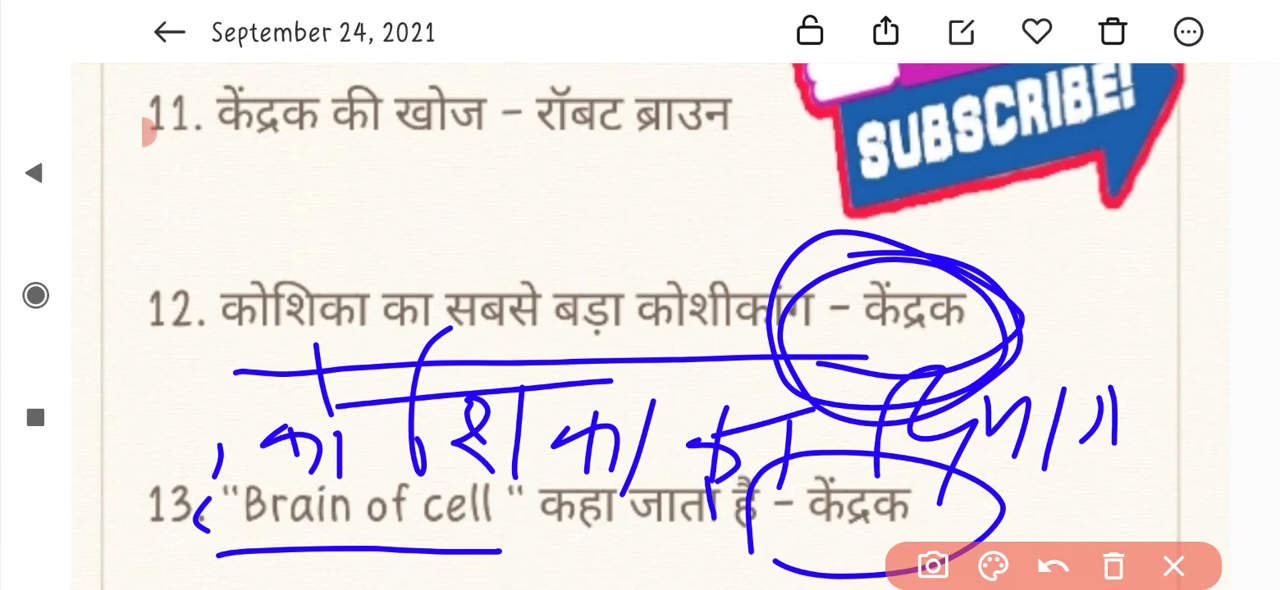 September 24, 2021
SUBSCRIBE!
11. केंद्रक की खोज - रॉबट ब्राउन
12. कोशिका का सबसे बड़ा कोशीकांग - केंद्रक
कोशिका का
13. "Brain of cell " कहा जाता है - केंद्रक